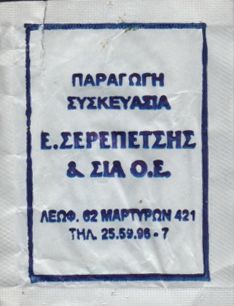 ΠΑΡΑΓΩΓΗ
ΣΥΣΚΕΥΑΣΙΑ
Ε. ΣΕΡΕΠΕΤΣΗΣ
& ΣΙΑ Ο.Ε.
ΛΕΩΦ. 62 ΜΑΡΤΥΡΩΝ 421
ΤΗΛ. 25.59.96 - 7